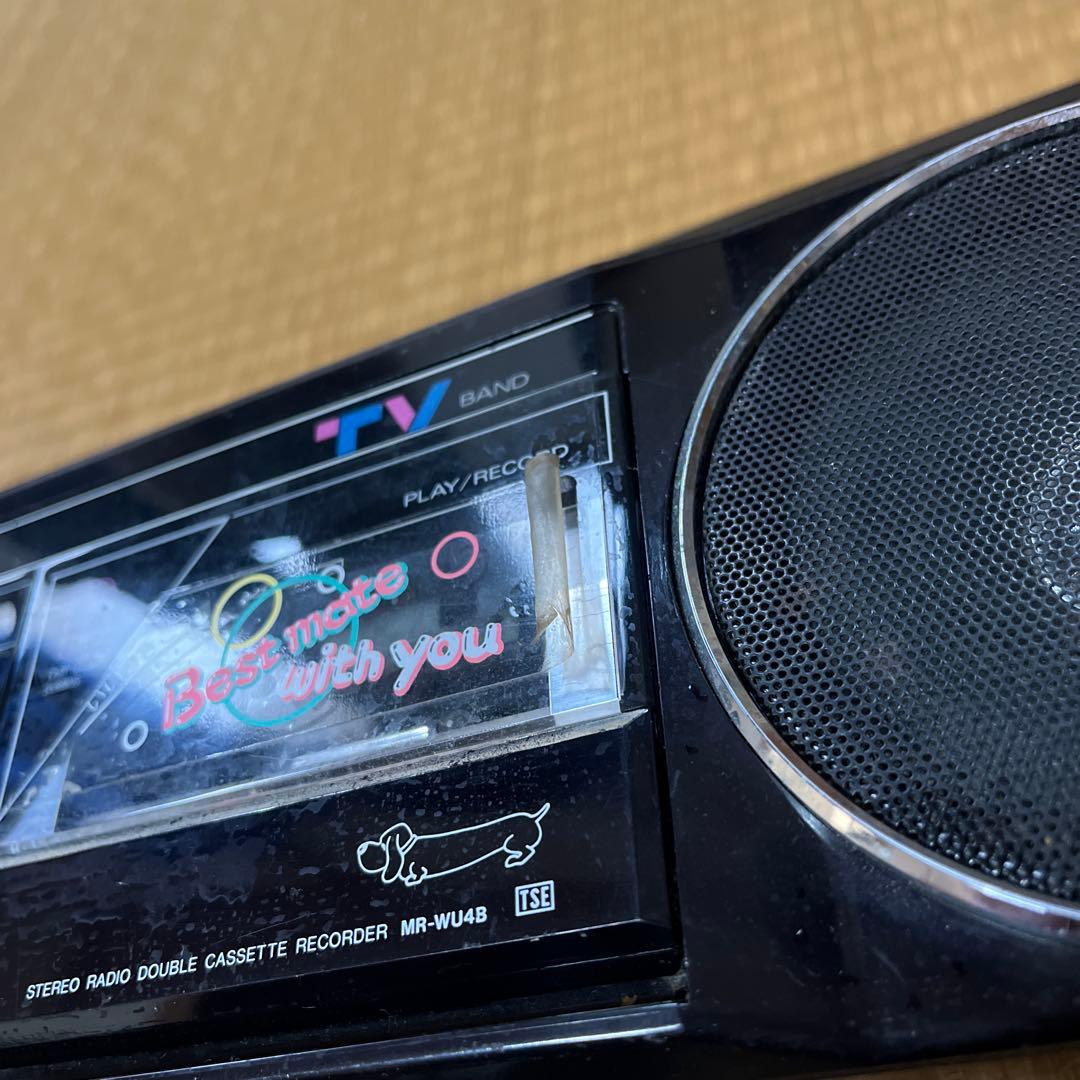 TV BAND
PLAY/RECORD
Best mate
with you
TSE
STEREO RADIO DOUBLE CASSETTE RECORDER MR-WU4B